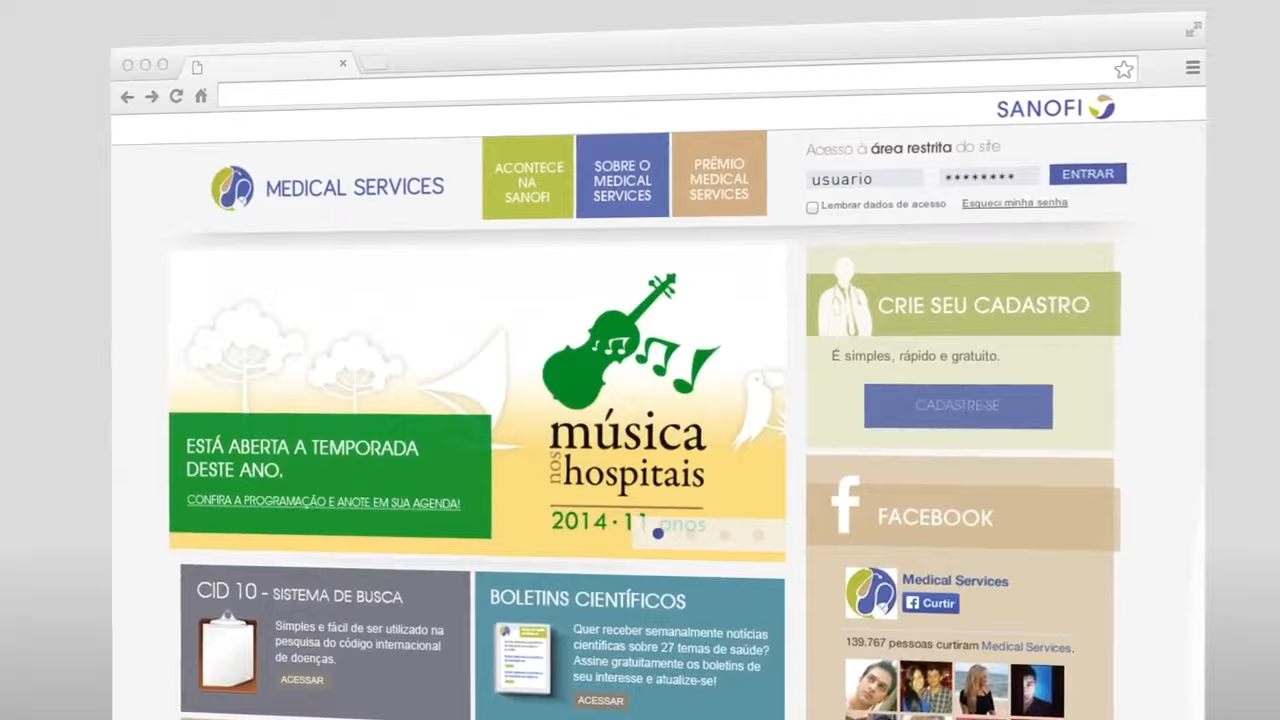 SANOFI
MEDICAL SERVICES
ACONTECE
NA
SANOFI
SOBRE O
MEDICAL
SERVICES
PRÊMIO
MEDICAL
SERVICES
Acesso à área restrita do site
usuario
********
ENTRAR
Lembrar dados de acesso
Esqueci minha senha
ESTÁ ABERTA A TEMPORADA
DESTE ANO.
CONFIRA A PROGRAMAÇÃO E ANOTE EM SUA AGENDA!
música
nos hospitais
2014 · 11 anos
CRIE SEU CADASTRO
É simples, rápido e gratuito.
CADASTRE-SE
f FACEBOOK
Medical Services
f Curtir
139.767 pessoas curtiram Medical Services.
CID 10 - SISTEMA DE BUSCA
Simples e fácil de ser utilizado na
pesquisa do código internacional
de doenças.
ACESSAR
BOLETINS CIENTÍFICOS
Quer receber semanalmente notícias
científicas sobre 27 temas de saúde?
Assine gratuitamente os boletins de
seu interesse e atualize-se!
ACESSAR